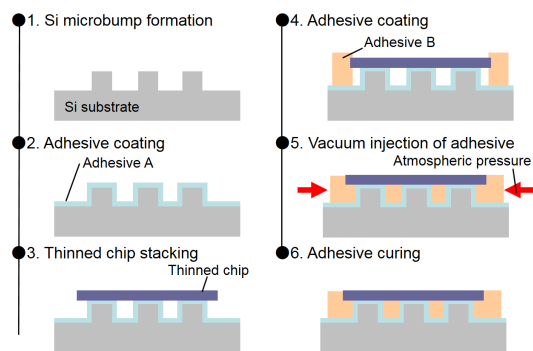 1. Si microbump formation
Si substrate
2. Adhesive coating
Adhesive A
3. Thinned chip stacking
Thinned chip
4. Adhesive coating
Adhesive B
5. Vacuum injection of adhesive
Atmospheric pressure
6. Adhesive curing